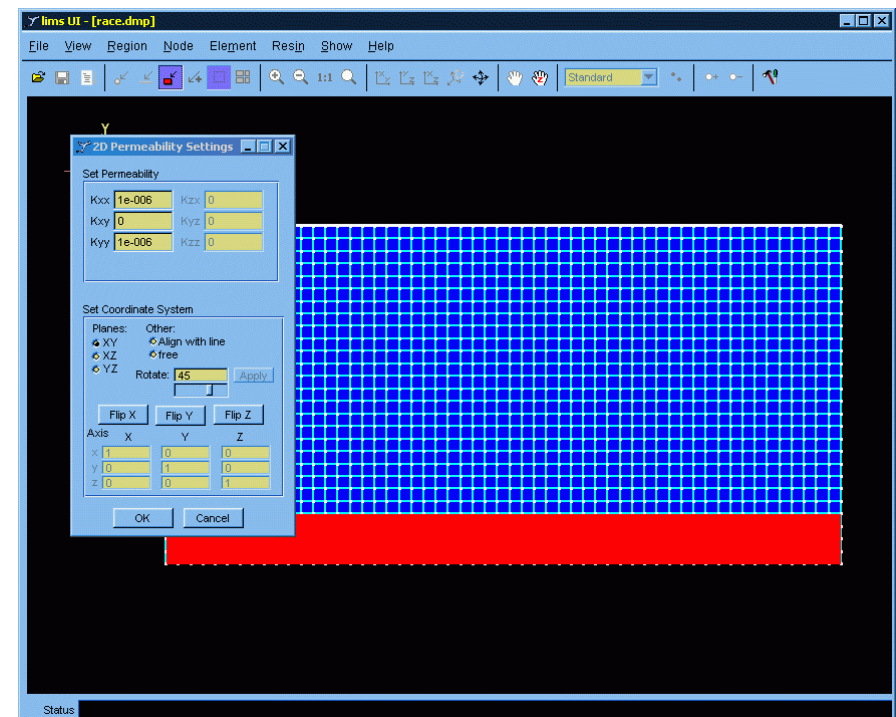 lims UI - [race.dmp]
File View Region Node Element Resin Show Help
1:1 Standard
Y
2D Permeability Settings
Set Permeability
Kxx 1e-006 Kzx 0
Kxy 0 Kyz 0
Kyy 1e-006 Kzz 0
Set Coordinate System
Planes: Other:
XY Align with line
XZ free
YZ Rotate: 45 Apply
Flip X Flip Y Flip Z
Axis X Y Z
x 1 0 0
y 0 1 0
z 0 0 1
OK Cancel
Status